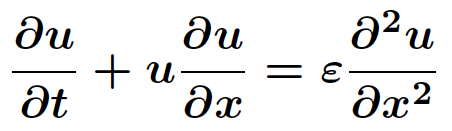 ∂u/∂t + u ∂u/∂x = ε ∂²u/∂x²